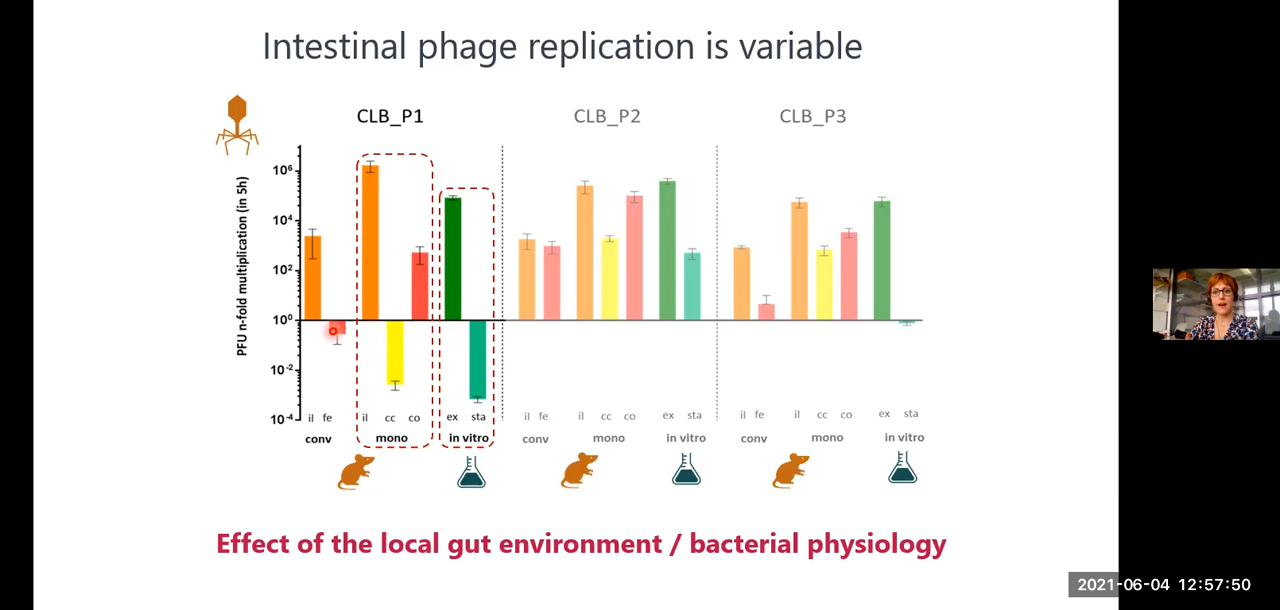 Intestinal phage replication is variable
CLB_P1 CLB_P2 CLB_P3
PFU n-fold multiplication (in 5h)
10⁶
10⁴
10²
10⁰
10⁻²
10⁻⁴
il fe il cc co ex sta il fe il cc co ex sta il fe il cc co ex sta
conv mono in vitro conv mono in vitro conv mono in vitro
Effect of the local gut environment / bacterial physiology
2021-06-04 12:57:50